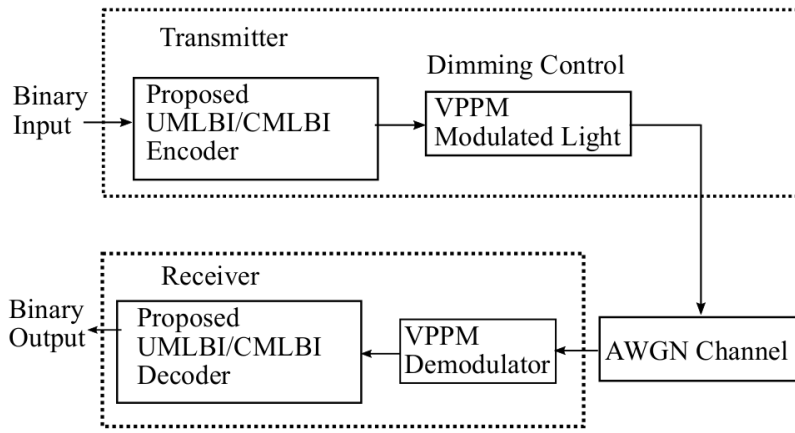 Transmitter
Dimming Control
Binary
Input
Proposed
UMLBI/CMLBI
Encoder
VPPM
Modulated Light
Receiver
Binary
Output
Proposed
UMLBI/CMLBI
Decoder
VPPM
Demodulator
AWGN Channel